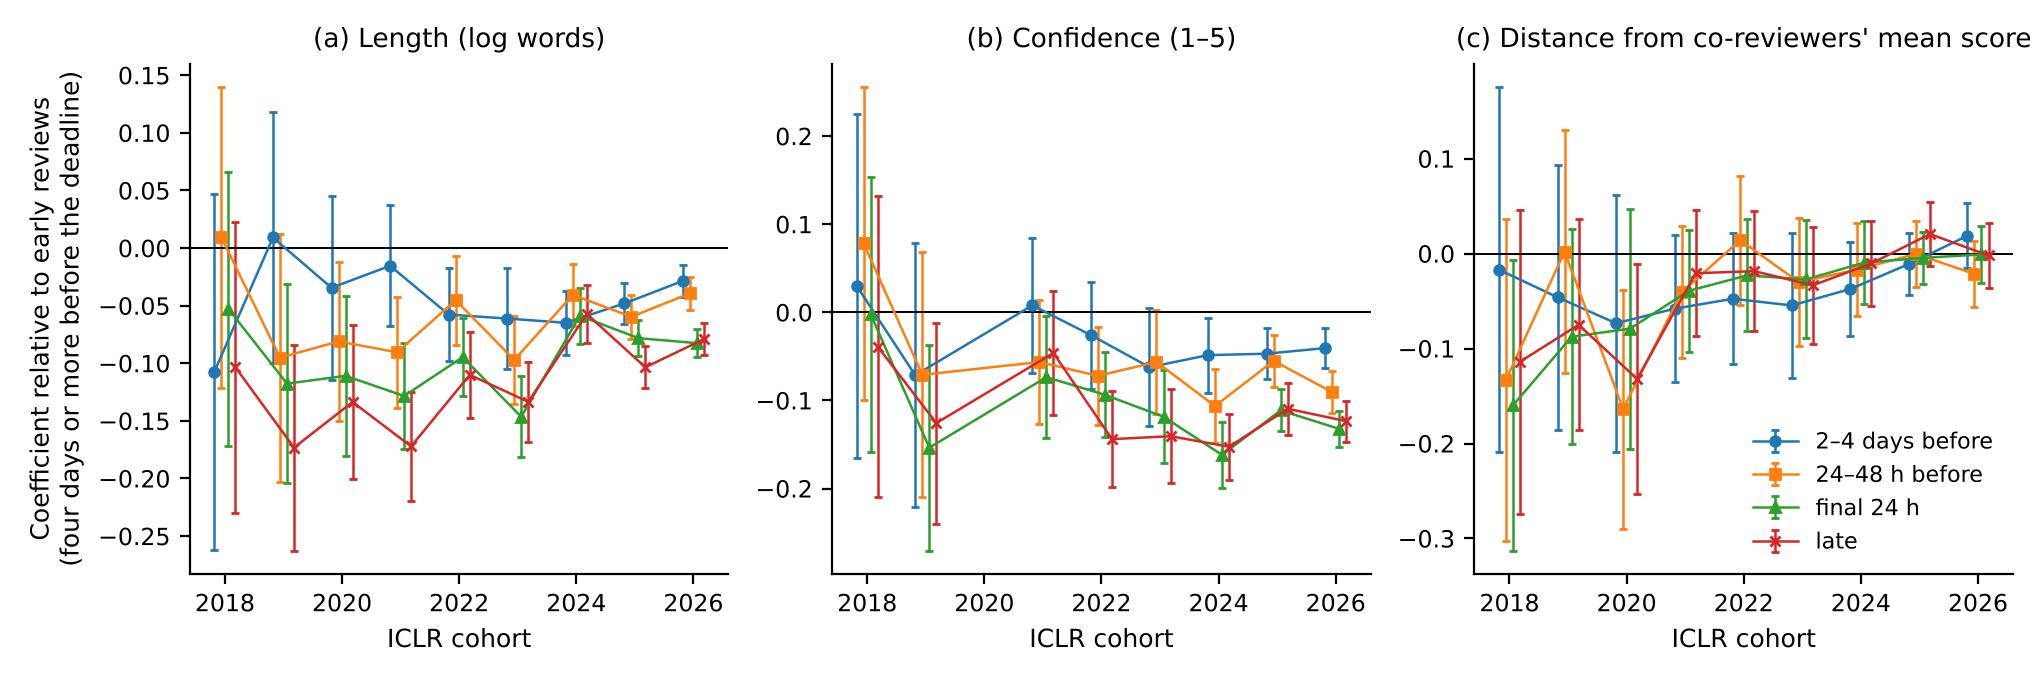 (a) Length (log words)
Coefficient relative to early reviews
(four days or more before the deadline)
0.15
0.10
0.05
0.00
−0.05
−0.10
−0.15
−0.20
−0.25
2018 2020 2022 2024 2026
ICLR cohort
(b) Confidence (1–5)
0.2
0.1
0.0
−0.1
−0.2
2018 2020 2022 2024 2026
ICLR cohort
(c) Distance from co-reviewers' mean score
0.1
0.0
−0.1
−0.2
−0.3
2–4 days before
24–48 h before
final 24 h
late
2018 2020 2022 2024 2026
ICLR cohort